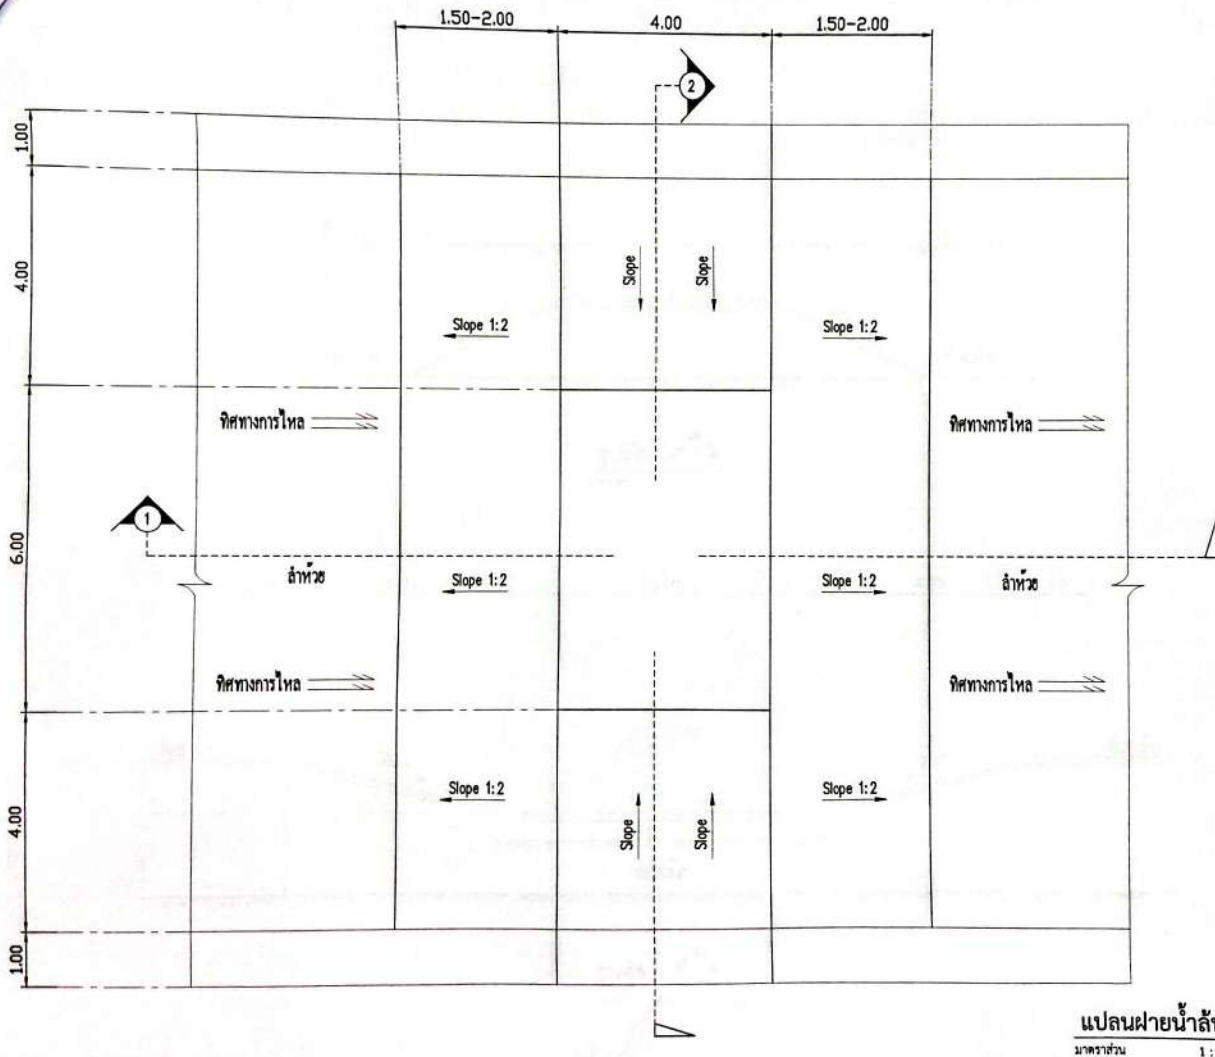 1.50-2.00 4.00 1.50-2.00
2
1.00
4.00
Slope Slope
Slope 1:2 Slope 1:2
ทิศทางการไหล ทิศทางการไหล
1
6.00
ลำห้วย Slope 1:2 Slope 1:2 ลำห้วย
ทิศทางการไหล ทิศทางการไหล
4.00
Slope 1:2 Slope 1:2
Slope Slope
1.00
แปลนฝายน้ำล้น
มาตราส่วน 1: